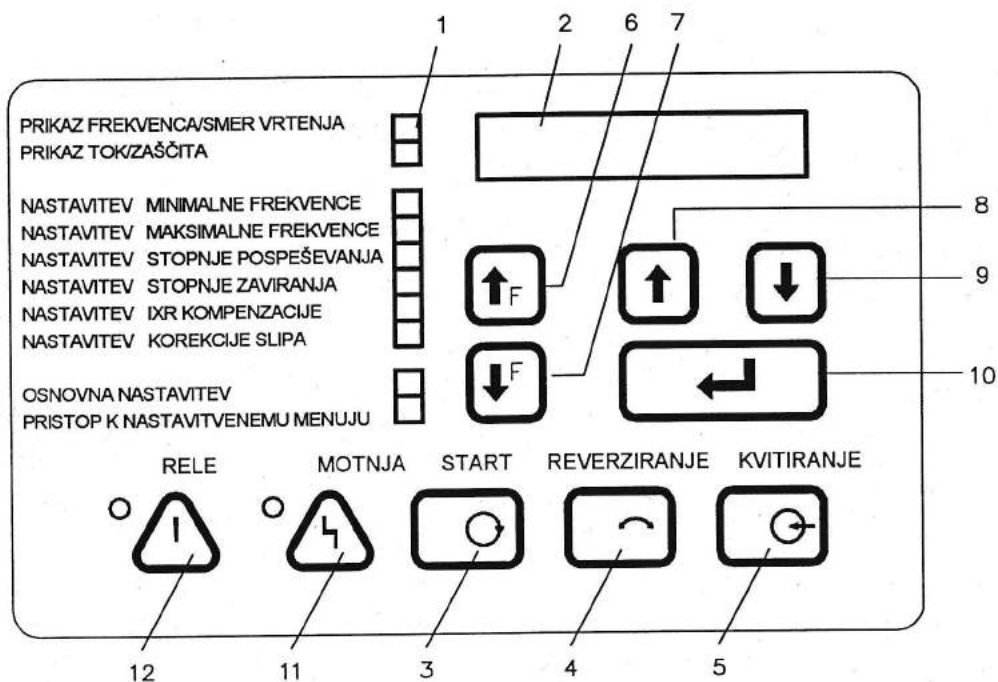 1 2 6 7
PRIKAZ FREKVENCA/SMER VRTENJA
PRIKAZ TOK/ZAŠČITA
NASTAVITEV MINIMALNE FREKVENCE
NASTAVITEV MAKSIMALNE FREKVENCE
NASTAVITEV STOPNJE POSPEŠEVANJA
NASTAVITEV STOPNJE ZAVIRANJA
NASTAVITEV IXR KOMPENZACIJE
NASTAVITEV KOREKCIJE SLIPA
OSNOVNA NASTAVITEV
PRISTOP K NASTAVITVENEMU MENUJU
F
F
8
9
10
RELE MOTNJA START REVERZIRANJE KVITIRANJE
12 11 3 4 5